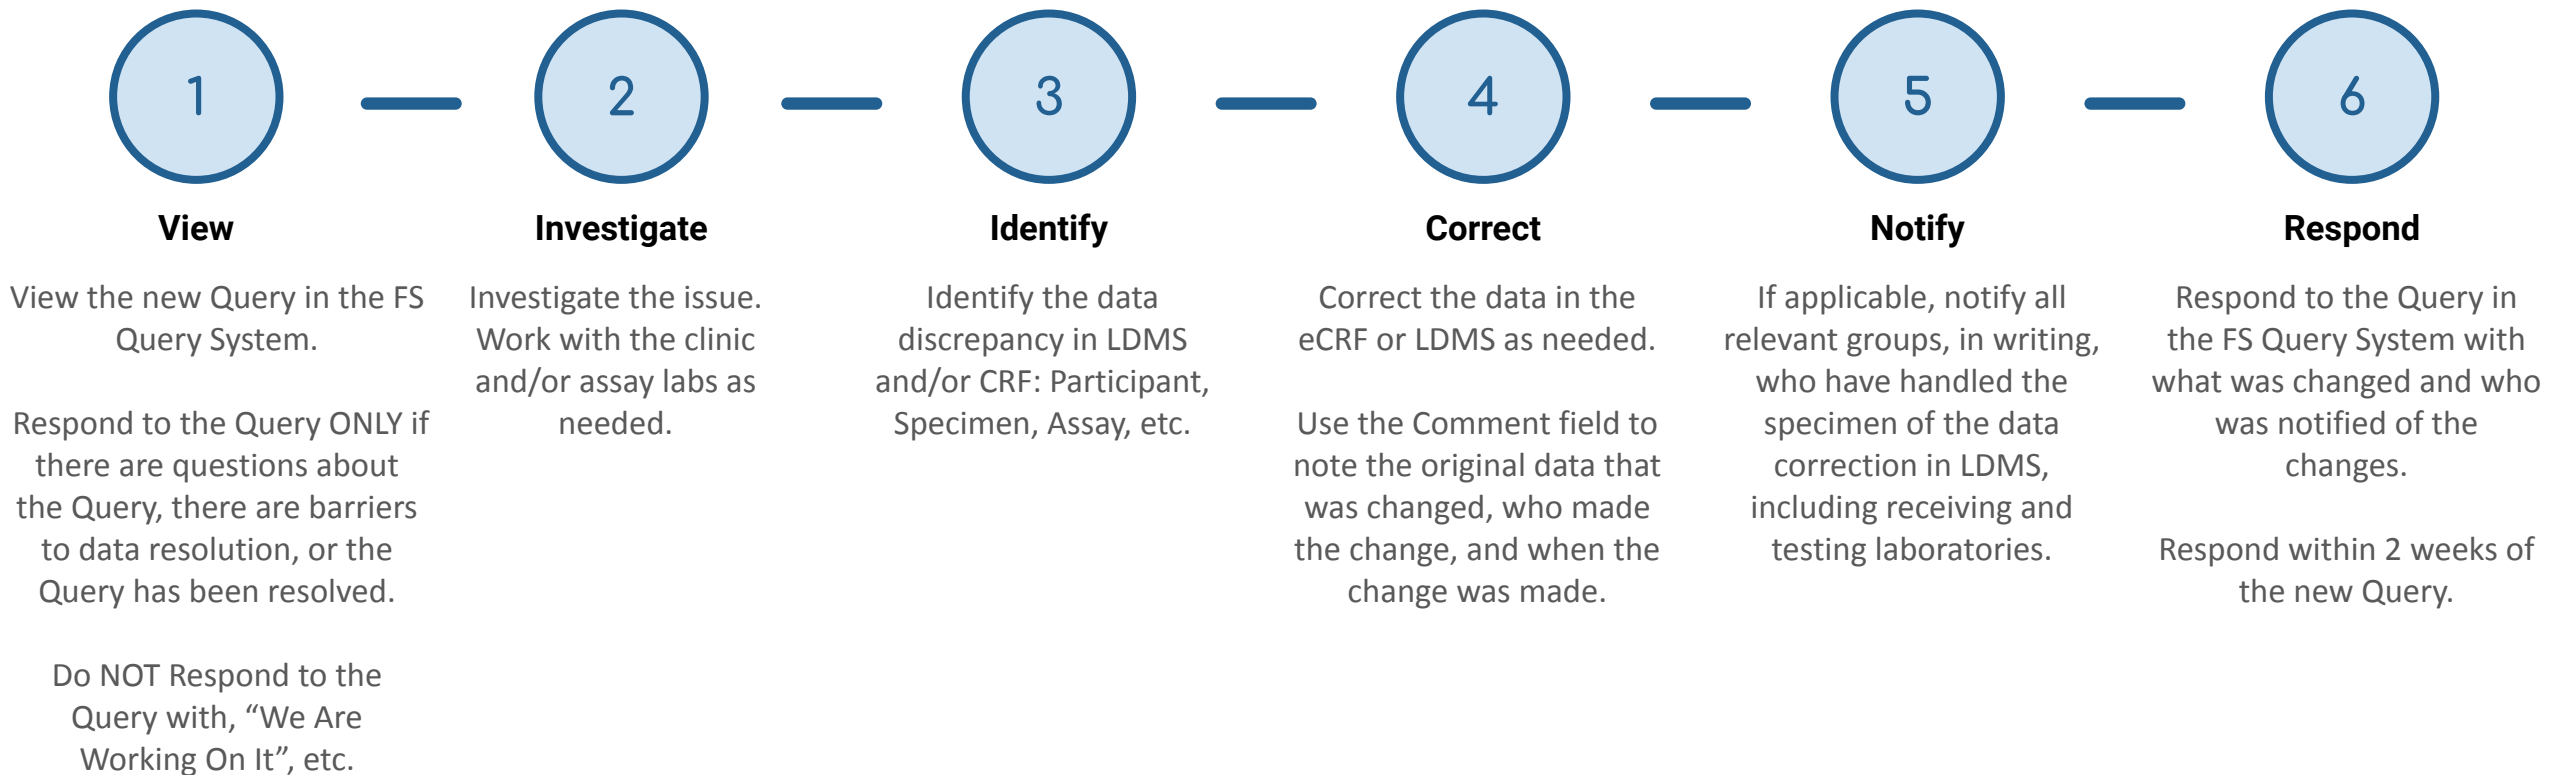 1
View
View the new Query in the FS
Query System.
Respond to the Query ONLY if
there are questions about
the Query, there are barriers
to data resolution, or the
Query has been resolved.
Do NOT Respond to the
Query with, “We Are
Working On It”, etc.
2
Investigate
Investigate the issue.
Work with the clinic
and/or assay labs as
needed.
3
Identify
Identify the data
discrepancy in LDMS
and/or CRF: Participant,
Specimen, Assay, etc.
4
Correct
Correct the data in the
eCRF or LDMS as needed.
Use the Comment field to
note the original data that
was changed, who made
the change, and when the
change was made.
5
Notify
If applicable, notify all
relevant groups, in writing,
who have handled the
specimen of the data
correction in LDMS,
including receiving and
testing laboratories.
6
Respond
Respond to the Query in
the FS Query System with
what was changed and who
was notified of the
changes.
Respond within 2 weeks of
the new Query.